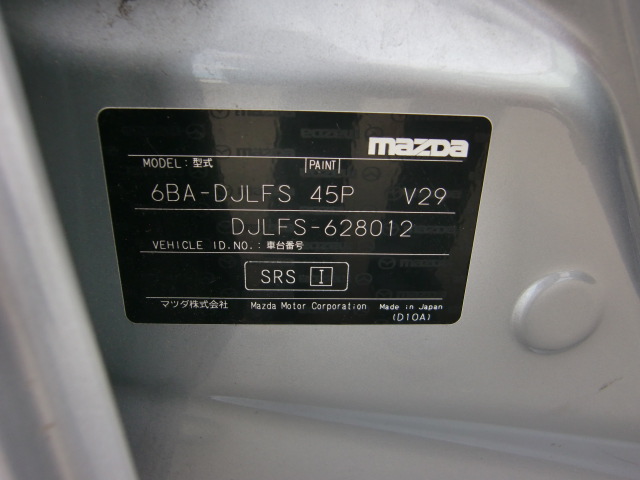 mazda
MODEL: 型式 PAINT
6BA-DJLFS 45P V29
DJLFS-628012
VEHICLE ID.NO.: 車台番号
SRS I
マツダ株式会社 Mazda Motor Corporation Made in Japan
(D10A)